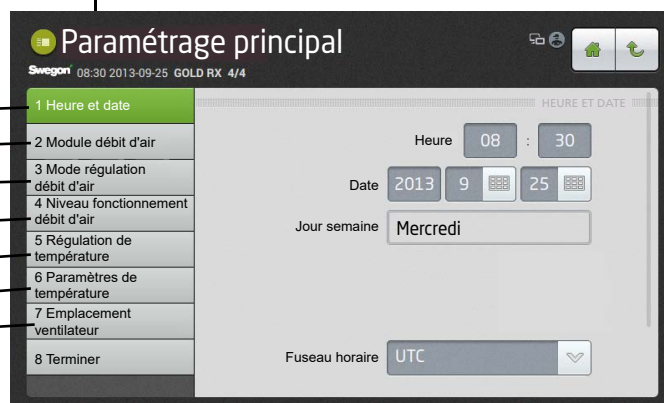 Paramétrage principal
Swegon 08:30 2013-09-25 GOLD RX 4/4
1 Heure et date
2 Module débit d'air
3 Mode régulation
débit d'air
4 Niveau fonctionnement
débit d'air
5 Régulation de
température
6 Paramètres de
température
7 Emplacement
ventilateur
8 Terminer
HEURE ET DATE
Heure 08 : 30
Date 2013 9 25
Jour semaine Mercredi
Fuseau horaire UTC